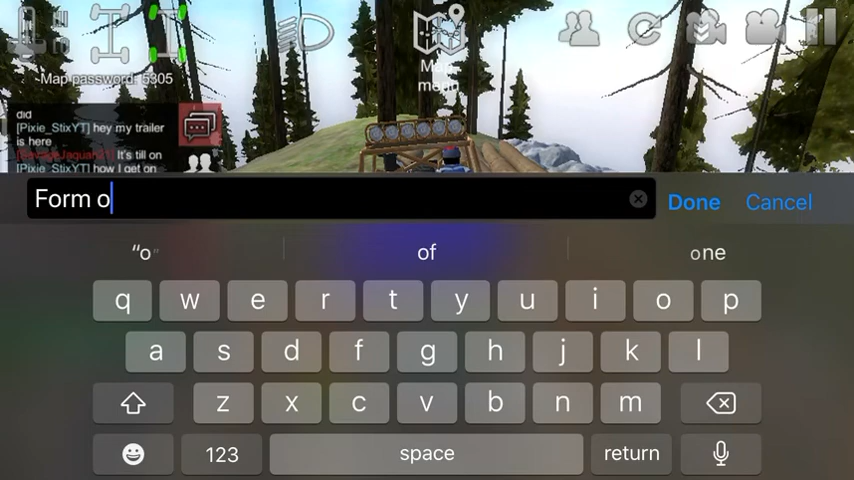 Map
menu
-Map password: 5305
did
[Pixie_StixYT] hey my trailer
is here
It's till on
[Pixie_StixYT] how I get on
Form o
Done
Cancel
“o”
of
one
q w e r t y u i o p
a s d f g h j k l
z x c v b n m
123
space
return